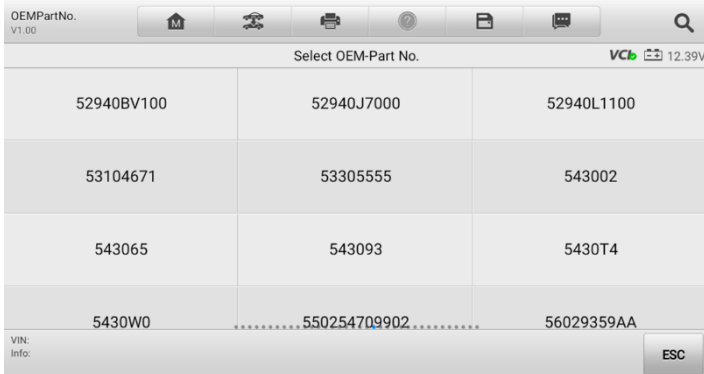 OEMPartNo.
V1.00
M
?
Select OEM-Part No.
VCI 12.39V
52940BV100 52940J7000 52940L1100
53104671 53305555 543002
543065 543093 5430T4
5430W0 550254709902 56029359AA
VIN:
Info:
ESC